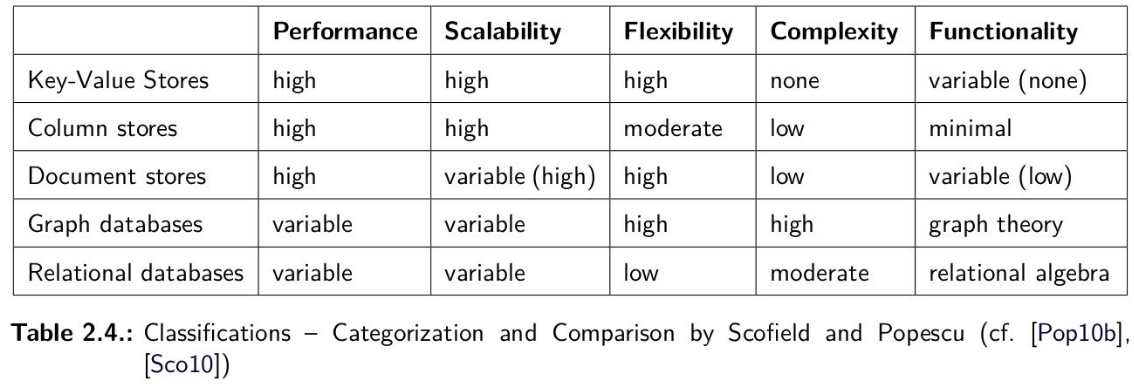 Performance Scalability Flexibility Complexity Functionality
Key-Value Stores high high high none variable (none)
Column stores high high moderate low minimal
Document stores high variable (high) high low variable (low)
Graph databases variable variable high high graph theory
Relational databases variable variable low moderate relational algebra
Table 2.4.: Classifications – Categorization and Comparison by Scofield and Popescu (cf. [Pop10b],
[Sco10])